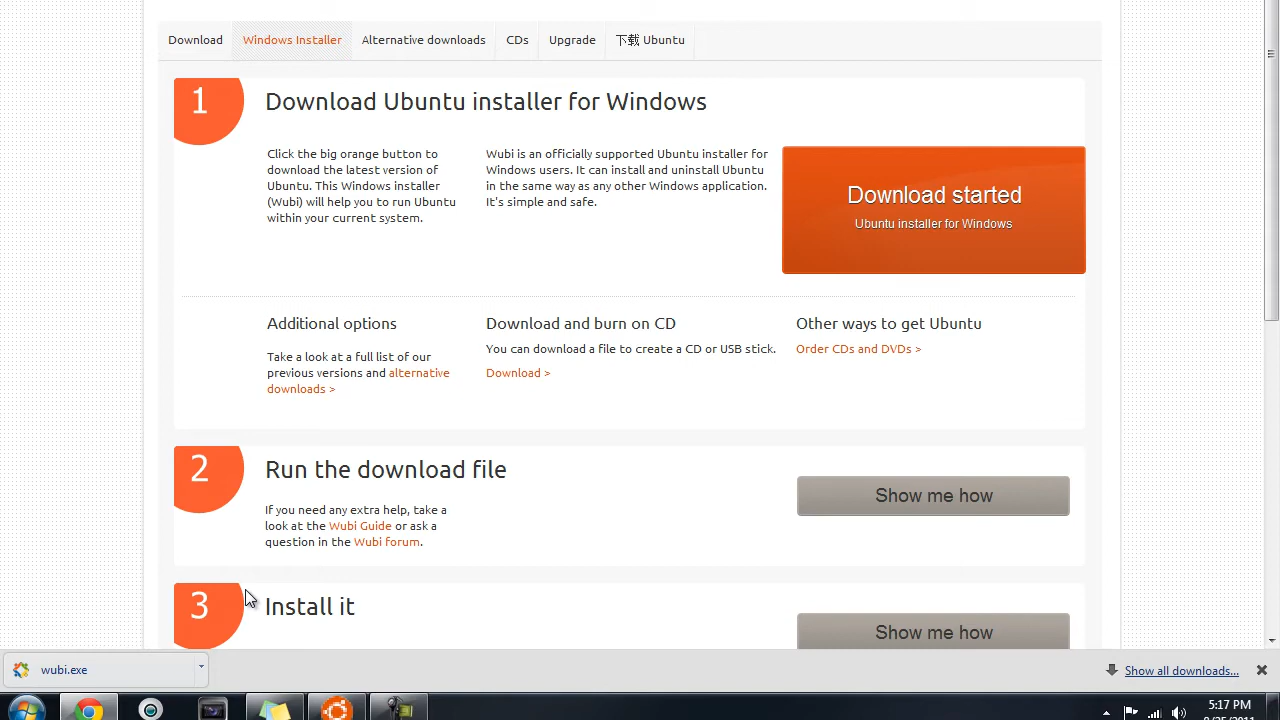 Download
Windows Installer
Alternative downloads
CDs
Upgrade
下载 Ubuntu
1
Download Ubuntu installer for Windows
Click the big orange button to
download the latest version of
Ubuntu. This Windows installer
(Wubi) will help you to run Ubuntu
within your current system.
Wubi is an officially supported Ubuntu installer for
Windows users. It can install and uninstall Ubuntu
in the same way as any other Windows application.
It's simple and safe.
Download started
Ubuntu installer for Windows
Additional options
Take a look at a full list of our
previous versions and alternative
downloads >
Download and burn on CD
You can download a file to create a CD or USB stick.
Download >
Other ways to get Ubuntu
Order CDs and DVDs >
2
Run the download file
If you need any extra help, take a
look at the Wubi Guide or ask a
question in the Wubi forum.
Show me how
3
Install it
Show me how
wubi.exe
Show all downloads...
5:17 PM
8/25/2011